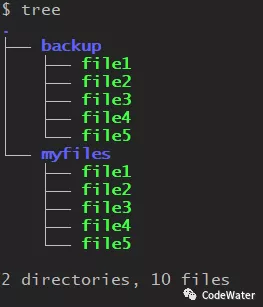 $ tree
.
├── backup
│   ├── file1
│   ├── file2
│   ├── file3
│   ├── file4
│   └── file5
└── myfiles
    ├── file1
    ├── file2
    ├── file3
    ├── file4
    └── file5
2 directories, 10 files
CodeWater